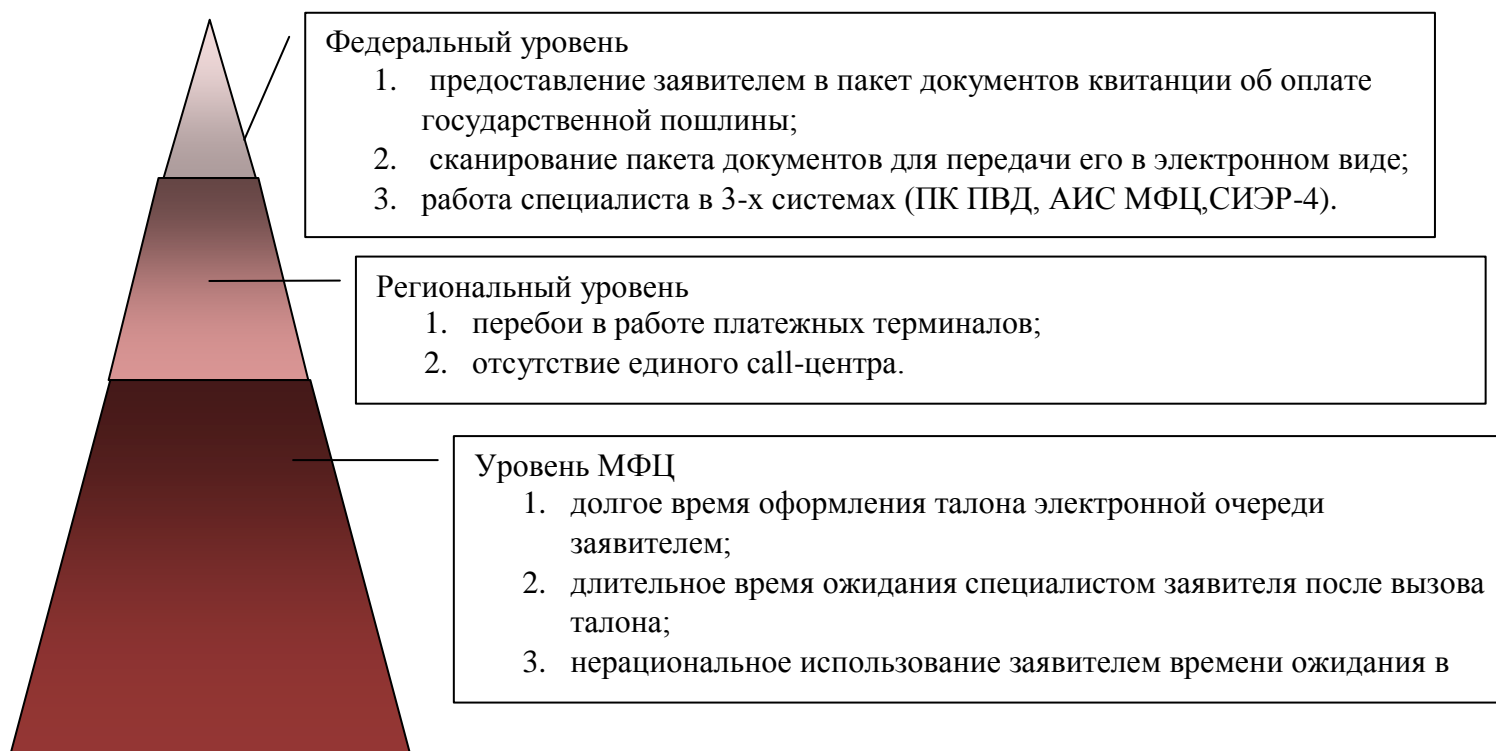 Федеральный уровень
1. предоставление заявителем в пакет документов квитанции об оплате
государственной пошлины;
2. сканирование пакета документов для передачи его в электронном виде;
3. работа специалиста в 3-х системах (ПК ПВД, АИС МФЦ,СИЭР-4).
Региональный уровень
1. перебои в работе платежных терминалов;
2. отсутствие единого call-центра.
Уровень МФЦ
1. долгое время оформления талона электронной очереди
заявителем;
2. длительное время ожидания специалистом заявителя после вызова
талона;
3. нерациональное использование заявителем времени ожидания в